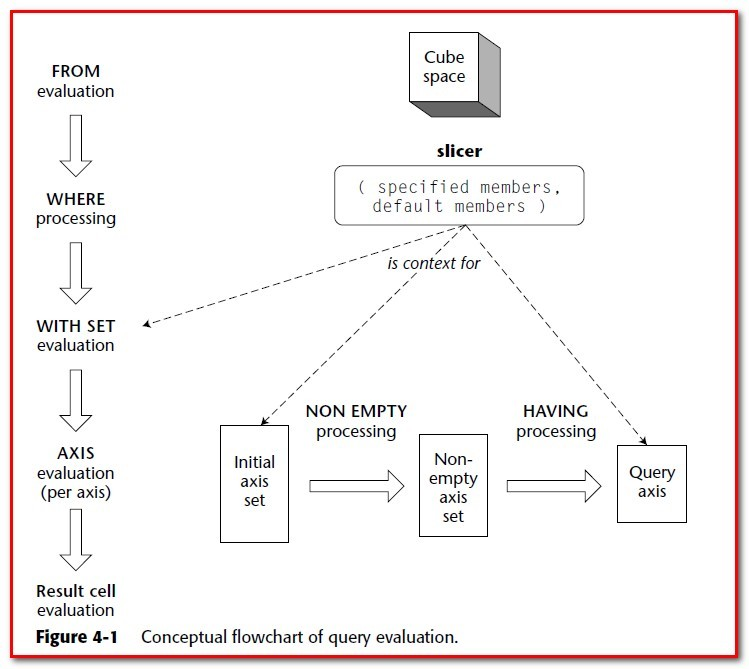 FROM
evaluation
WHERE
processing
WITH SET
evaluation
AXIS
evaluation
(per axis)
Result cell
evaluation
Cube
space
slicer
( specified members,
default members )
is context for
Initial
axis
set
NON EMPTY
processing
Non-
empty
axis
set
HAVING
processing
Query
axis
Figure 4-1 Conceptual flowchart of query evaluation.